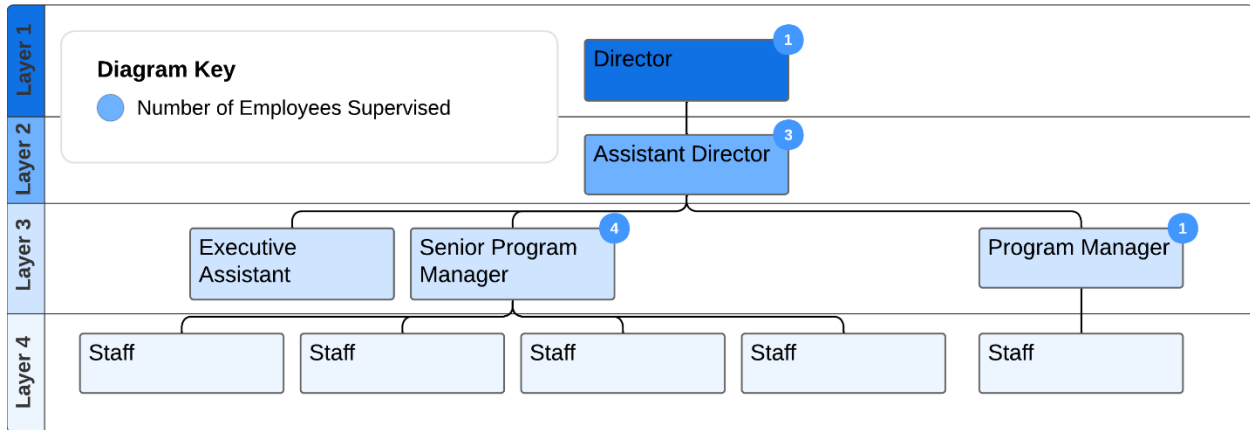 Layer 1
Diagram Key
Number of Employees Supervised
Director
1
Layer 2
Assistant Director
3
Layer 3
Executive
Assistant
Senior Program
Manager
4
Program Manager
1
Layer 4
Staff
Staff
Staff
Staff
Staff